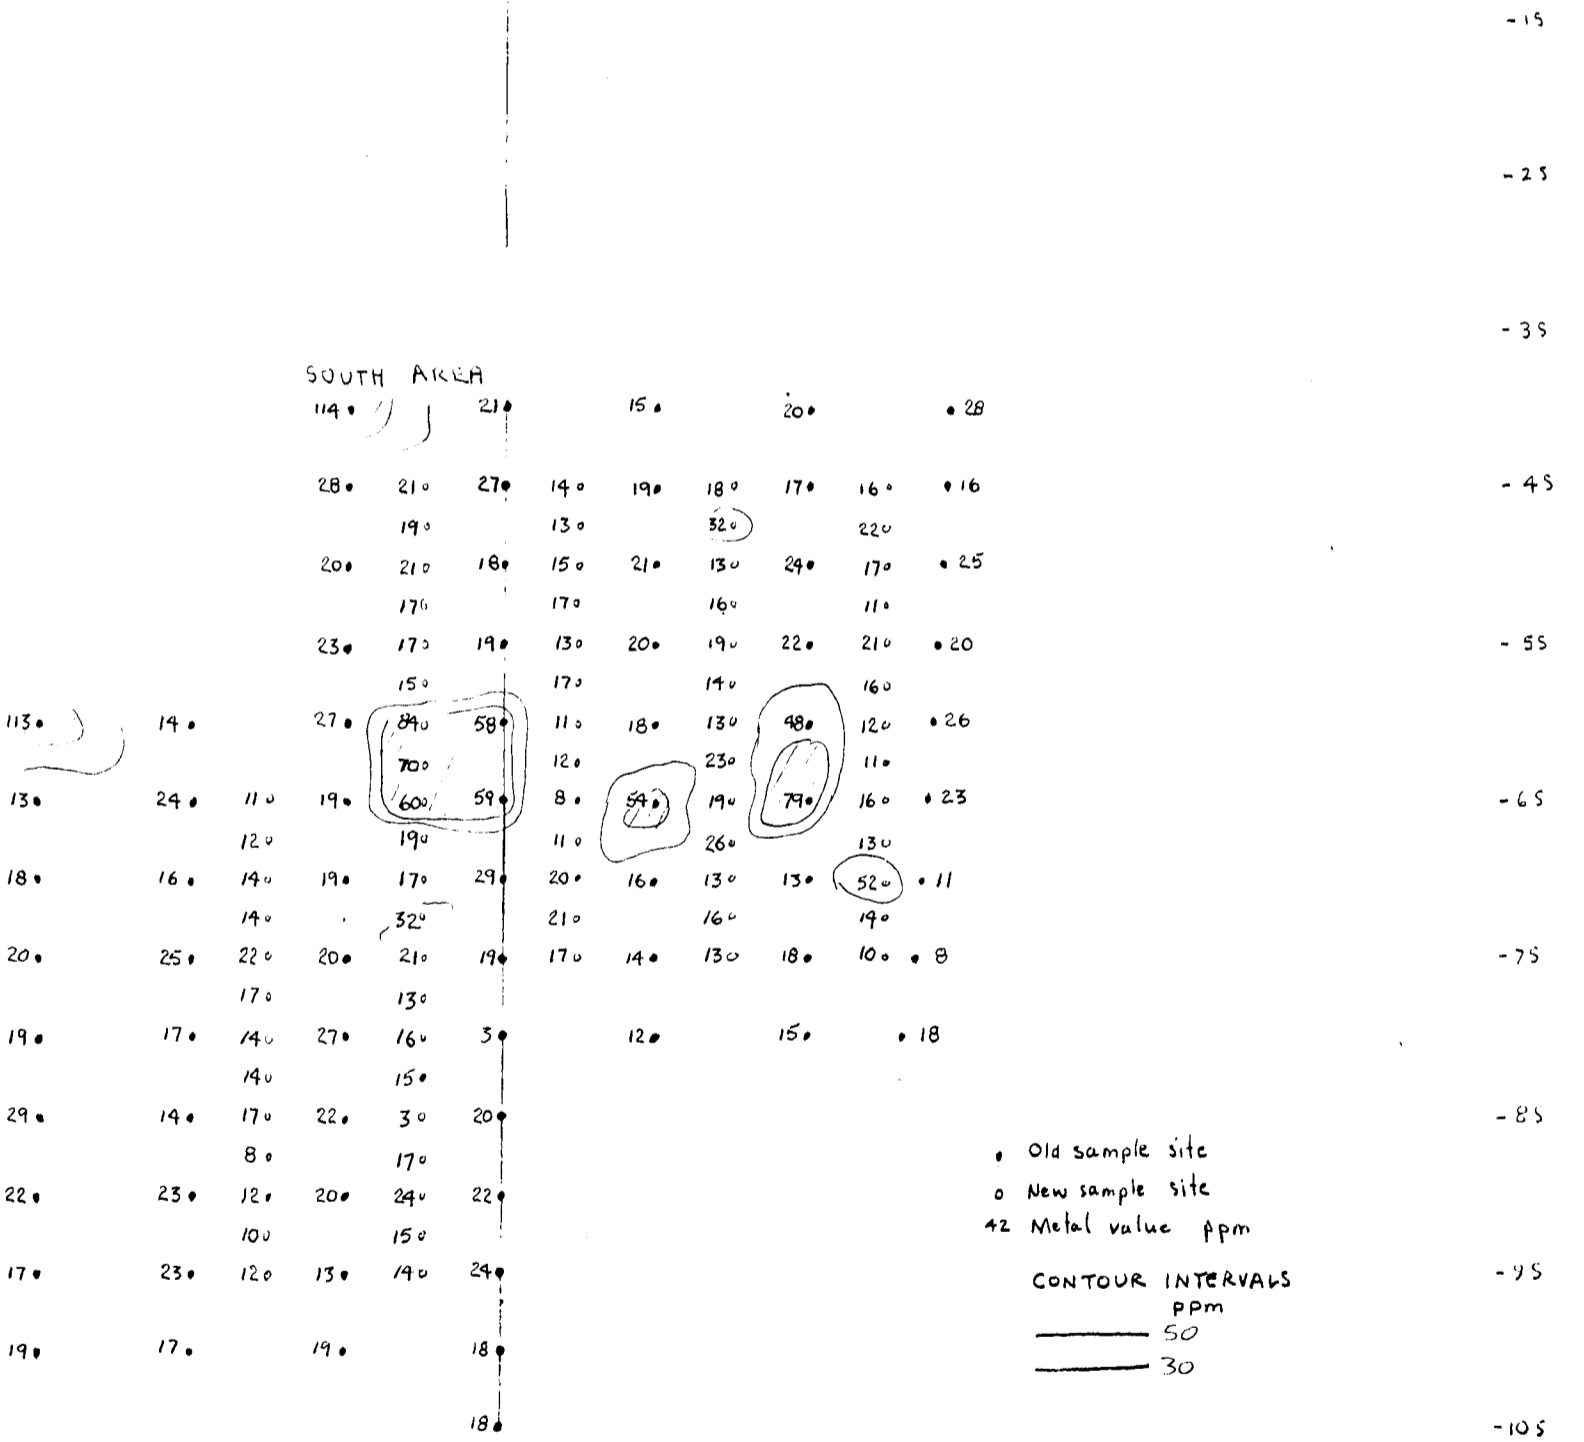 - 1S
- 2S
- 3S
SOUTH AREA
114 21 15 20 28
28 21 27 14 19 18 17 16 16 - 4S
19 13 32 22
20 21 18 15 21 13 24 17 25
17 17 16 11
23 17 19 13 20 19 22 21 20 - 5S
15 17 14 16
113 14 27 84 58 11 18 13 48 12 26
70 12 23 11
13 24 11 19 60 59 8 54 19 79 16 23 - 6S
12 19 11 26 13
18 16 14 19 17 29 20 16 13 13 52 11
14 32 21 16 14
20 25 22 20 21 19 17 14 13 18 10 8 - 7S
17 13
19 17 14 27 16 3 12 15 18
14 15
29 14 17 22 3 20 - 8S
8 17
Old sample site
22 23 12 20 24 22
New sample site
42 Metal value ppm
10 15
17 23 12 13 14 24 - 9S
CONTOUR INTERVALS
ppm
50
19 17 19 18
30
18 - 10S